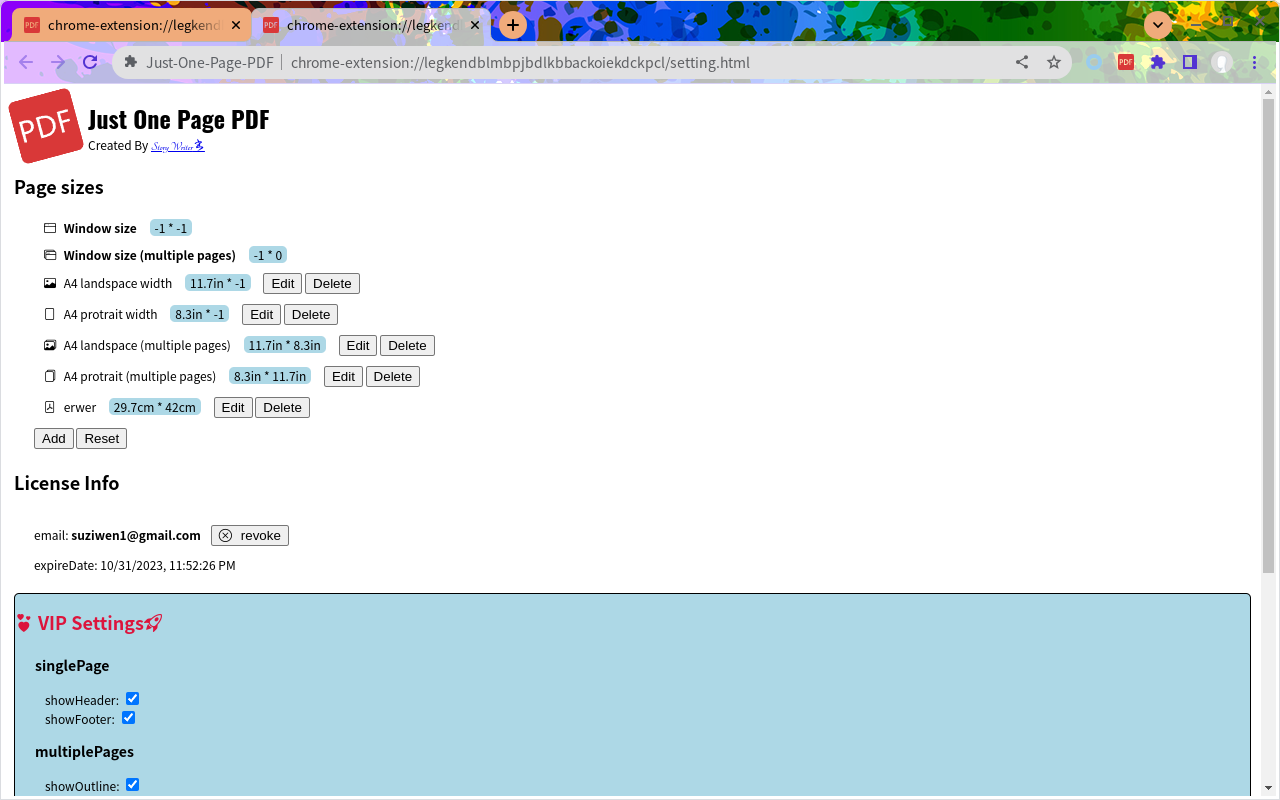 chrome-extension://legkend
chrome-extension://legkend
Just-One-Page-PDF
chrome-extension://legkendblmbpjbdlkbbackoiekdckpcl/setting.html
PDF
PDF
Just One Page PDF
Created By Story Writer
Page sizes
Window size -1 * -1
Window size (multiple pages) -1 * 0
A4 landspace width 11.7in * -1 Edit Delete
A4 protrait width 8.3in * -1 Edit Delete
A4 landspace (multiple pages) 11.7in * 8.3in Edit Delete
A4 protrait (multiple pages) 8.3in * 11.7in Edit Delete
erwer 29.7cm * 42cm Edit Delete
Add Reset
License Info
email: suziwen1@gmail.com revoke
expireDate: 10/31/2023, 11:52:26 PM
VIP Settings
singlePage
showHeader:
showFooter:
multiplePages
showOutline: